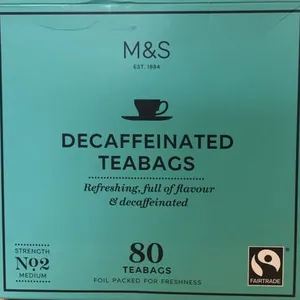 M&S
EST. 1884
DECAFFEINATED
TEABAGS
Refreshing, full of flavour
& decaffeinated
STRENGTH
Nº2
MEDIUM
80
TEABAGS
FOIL PACKED FOR FRESHNESS
FAIRTRADE